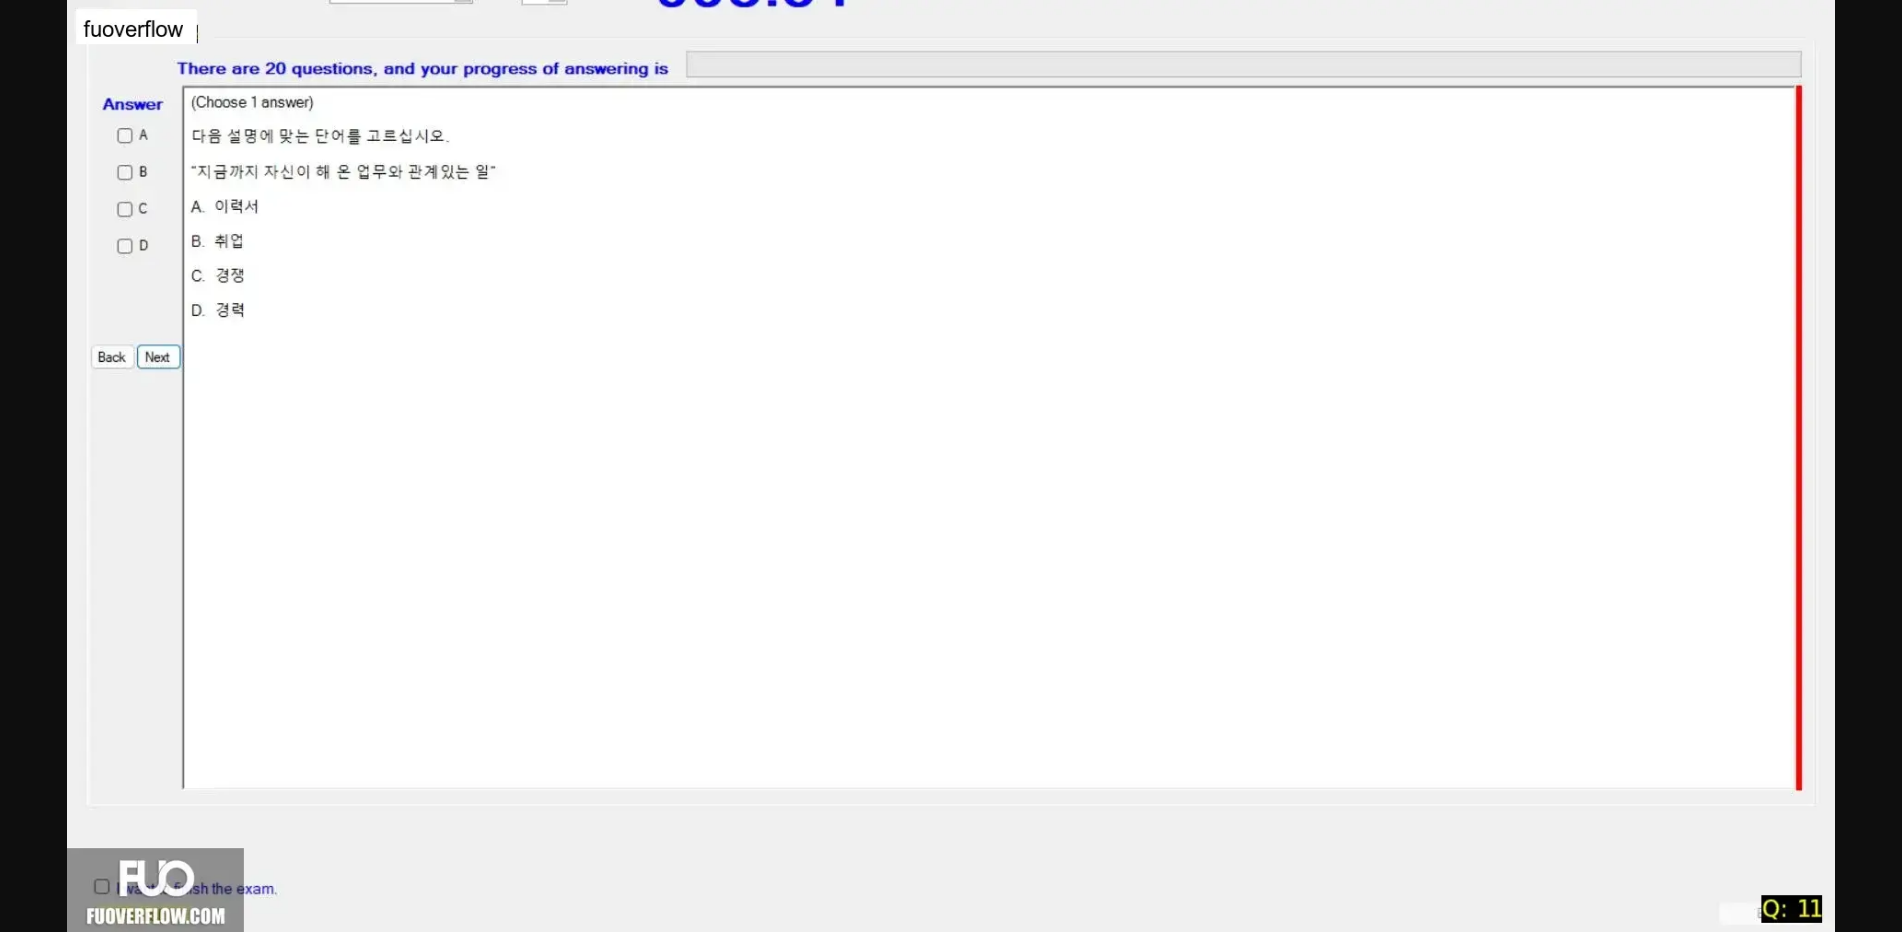 fuoverflow
There are 20 questions, and your progress of answering is
Answer
(Choose 1 answer)
A
다음 설명에 맞는 단어를 고르십시오.
B
"지금까지 자신이 해 온 업무와 관계있는 일"
C
A. 이력서
D
B. 취업
C. 경쟁
D. 경력
Back Next
FUO
I want finish the exam.
FUOVERFLOW.COM
Q: 11